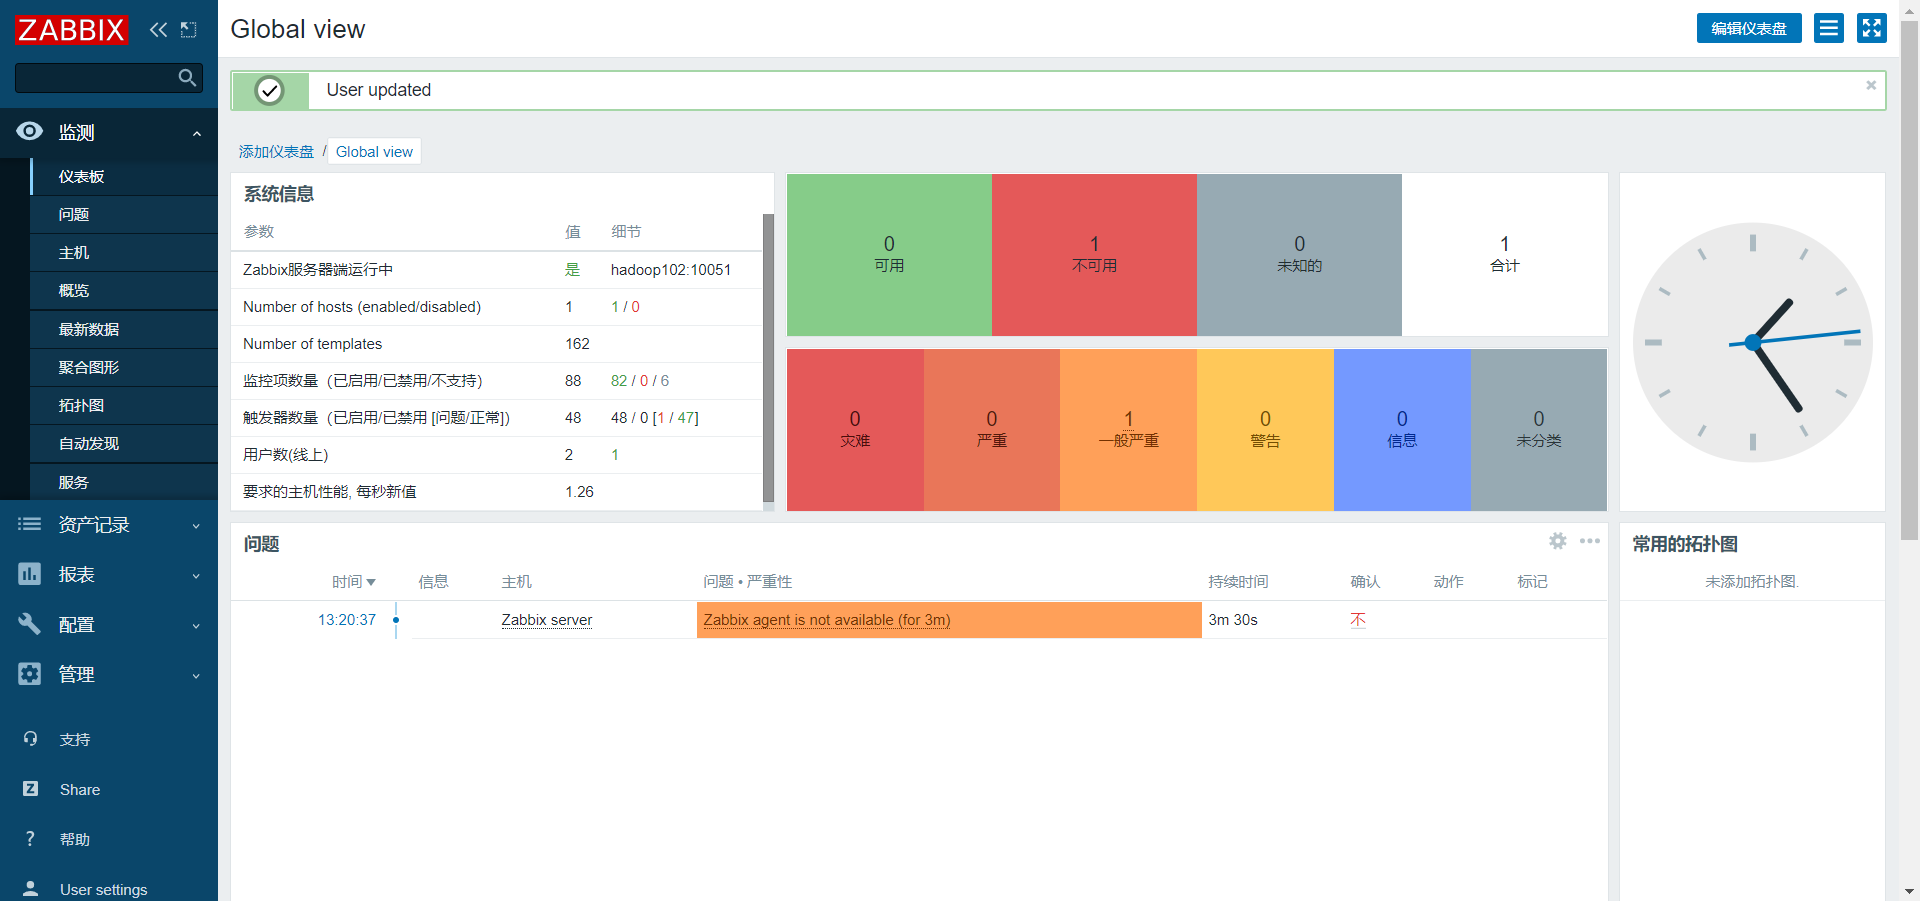 ZABBIX
监测
仪表板
问题
主机
概览
最新数据
聚合图形
拓扑图
自动发现
服务
资产记录
报表
配置
管理
支持
Z Share
? 帮助
User settings
Global view
编辑仪表盘
User updated
添加仪表盘 / Global view
系统信息
参数 值 细节
Zabbix服务器端运行中 是 hadoop102:10051
Number of hosts (enabled/disabled) 1 1 / 0
Number of templates 162
监控项数量（已启用/已禁用/不支持) 88 82 / 0 / 6
触发器数量（已启用/已禁用 [问题/正常]) 48 48 / 0 [1 / 47]
用户数(线上) 2 1
要求的主机性能, 每秒新值 1.26
0 1 0 1
可用 不可用 未知的 合计
0 0 1 0 0 0
灾难 严重 一般严重 警告 信息 未分类
问题
时间 信息 主机 问题 • 严重性 持续时间 确认 动作 标记
13:20:37 Zabbix server Zabbix agent is not available (for 3m) 3m 30s 不
常用的拓扑图
未添加拓扑图.